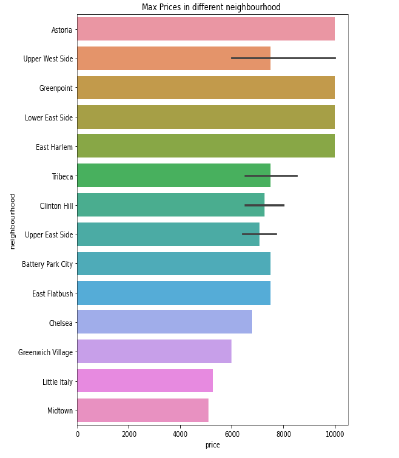 Max Prices in different neighbourhood
neighbourhood
Astoria
Upper West Side
Greenpoint
Lower East Side
East Harlem
Tribeca
Clinton Hill
Upper East Side
Battery Park City
East Flatbush
Chelsea
Greenwich Village
Little Italy
Midtown
0 2000 4000 6000 8000 10000
price